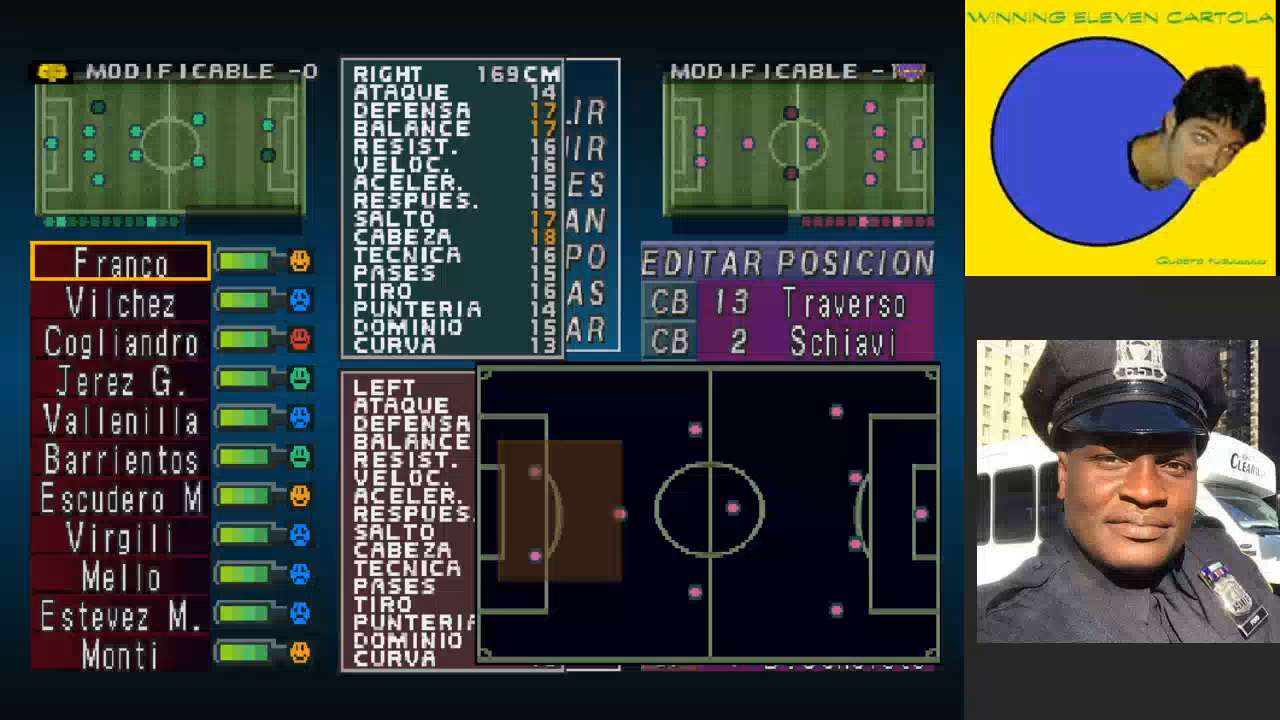 WINNING ELEVEN CARTOLA
MODIFICABLE -0
Franco
Vilchez
Cogliandro
Jerez G.
Vallenilla
Barrientos
Escudero M
Virgili
Mello
Estevez M.
Monti
RIGHT 169CM
ATAQUE 14
DEFENSA 17
BALANCE 17
RESIST. 16
VELOC. 16
ACELER. 15
RESPUES. 16
SALTO 17
CABEZA 18
TECNICA 16
PASES 15
TIRO 16
PUNTERIA 14
DOMINIO 15
CURVA 13
IR
IR
ES
AN
PO
AS
AR
LEFT
ATAQUE
DEFENSA
BALANCE
RESIST.
VELOC.
ACELER.
RESPUES.
SALTO
CABEZA
TECNICA
PASES
TIRO
PUNTERIA
DOMINIO
CURVA
MODIFICABLE -1
EDITAR POSICION
CB 13 Traverso
CB 2 Schiavi
CLEAN